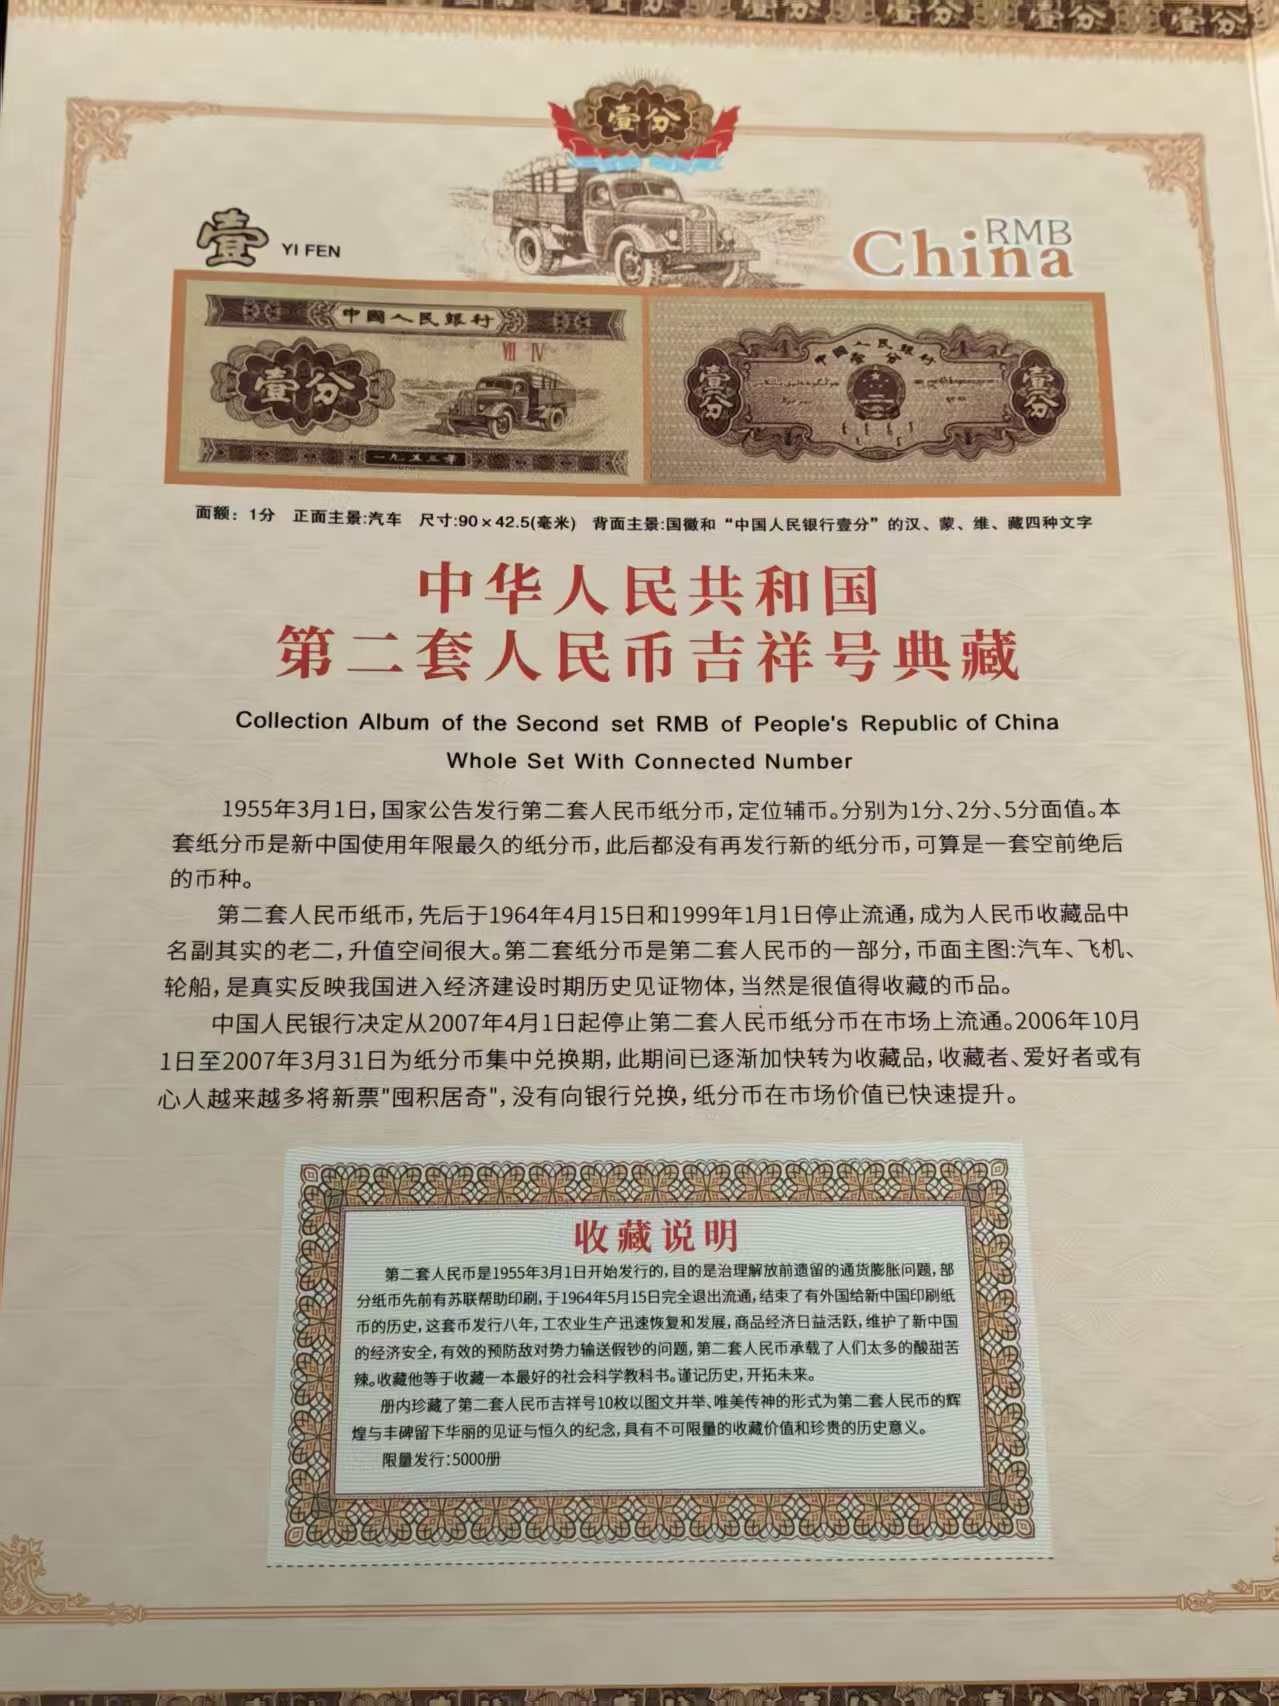 壹分 壹分 壹分 壹分
壹分
壹 YI FEN
RMB
China
中國人民銀行
VII IV
壹分
一九五三年
中国人民银行
壹分
壹分
壹分
面额：1分 正面主景:汽车 尺寸:90×42.5(毫米) 背面主景:国徽和“中国人民银行壹分”的汉、蒙、维、藏四种文字
中华人民共和国
第二套人民币吉祥号典藏
Collection Album of the Second set RMB of People's Republic of China
Whole Set With Connected Number
1955年3月1日,国家公告发行第二套人民币纸分币,定位辅币。分别为1分、2分、5分面值。本
套纸分币是新中国使用年限最久的纸分币,此后都没有再发行新的纸分币,可算是一套空前绝后
的币种。
第二套人民币纸币,先后于1964年4月15日和1999年1月1日停止流通,成为人民币收藏品中
名副其实的老二,升值空间很大。第二套纸分币是第二套人民币的一部分,币面主图:汽车、飞机、
轮船,是真实反映我国进入经济建设时期历史见证物体,当然是很值得收藏的币品。
中国人民银行决定从2007年4月1日起停止第二套人民币纸分币在市场上流通。2006年10月
1日至2007年3月31日为纸分币集中兑换期,此期间已逐渐加快转为收藏品,收藏者、爱好者或有
心人越来越多将新票"囤积居奇",没有向银行兑换,纸分币在市场价值已快速提升。
收藏说明
第二套人民币是1955年3月1日开始发行的,目的是治理解放前遗留的通货膨胀问题,部
分纸币先前有苏联帮助印刷,于1964年5月15日完全退出流通,结束了有外国给新中国印刷纸
币的历史,这套币发行八年,工农业生产迅速恢复和发展,商品经济日益活跃,维护了新中国
的经济安全,有效的预防敌对势力输送假钞的问题,第二套人民币承载了人们太多的酸甜苦
辣。收藏他等于收藏一本最好的社会科学教科书。谨记历史,开拓未来。
册内珍藏了第二套人民币吉祥号10枚以图文并举、唯美传神的形式为第二套人民币的辉
煌与丰碑留下华丽的见证与恒久的纪念,具有不可限量的收藏价值和珍贵的历史意义。
限量发行:5000册